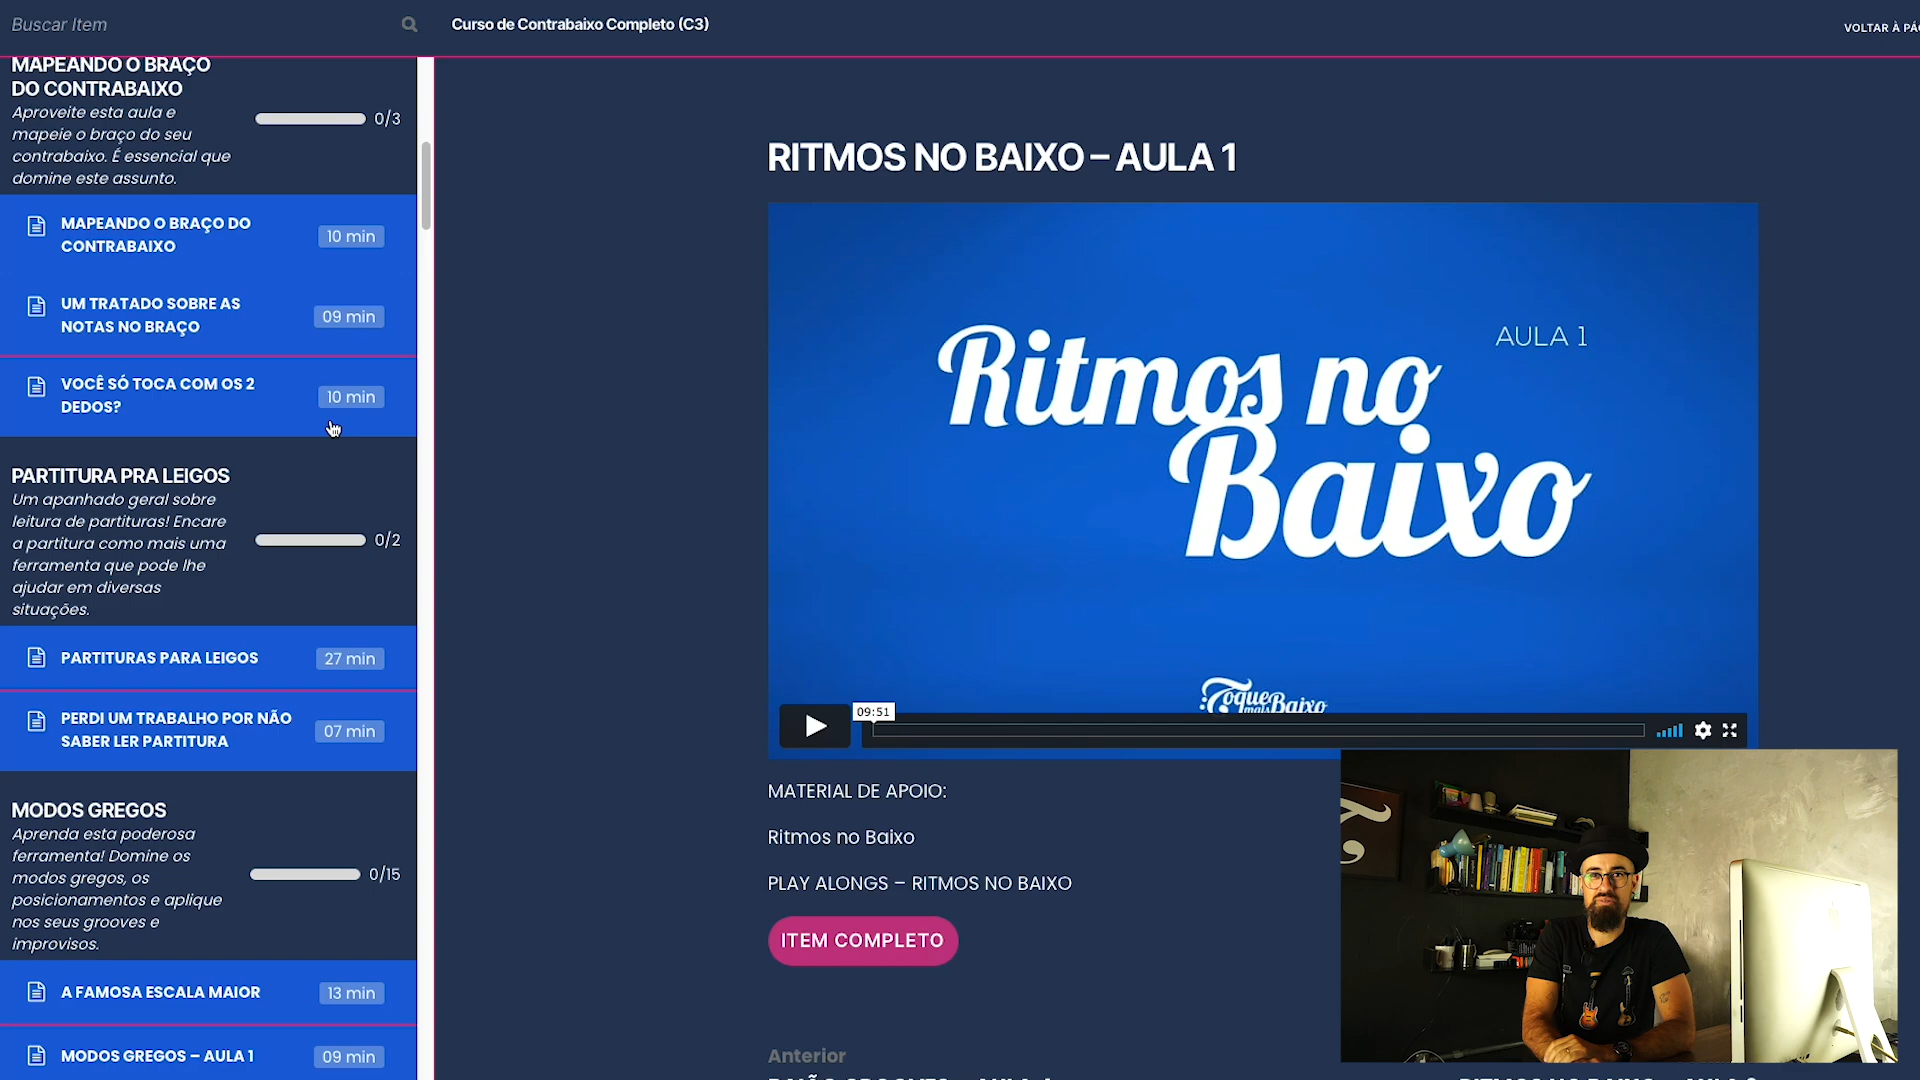 Buscar Item
Curso de Contrabaixo Completo (C3)
VOLTAR À PÁ
MAPEANDO O BRAÇO
DO CONTRABAIXO
Aproveite esta aula e
mapeie o braço do seu
contrabaixo. É essencial que
domine este assunto.
0/3
MAPEANDO O BRAÇO DO
CONTRABAIXO
10 min
UM TRATADO SOBRE AS
NOTAS NO BRAÇO
09 min
VOCÊ SÓ TOCA COM OS 2
DEDOS?
10 min
PARTITURA PRA LEIGOS
Um apanhado geral sobre
leitura de partituras! Encare
a partitura como mais uma
ferramenta que pode lhe
ajudar em diversas
situações.
0/2
PARTITURAS PARA LEIGOS
27 min
PERDI UM TRABALHO POR NÃO
SABER LER PARTITURA
07 min
MODOS GREGOS
Aprenda esta poderosa
ferramenta! Domine os
modos gregos, os
posicionamentos e aplique
nos seus grooves e
improvisos.
0/15
A FAMOSA ESCALA MAIOR
13 min
MODOS GREGOS – AULA 1
09 min
RITMOS NO BAIXO – AULA 1
AULA 1
Ritmos no
Baixo
Toque
mais Baixo
09:51
MATERIAL DE APOIO:
Ritmos no Baixo
PLAY ALONGS – RITMOS NO BAIXO
ITEM COMPLETO
Anterior